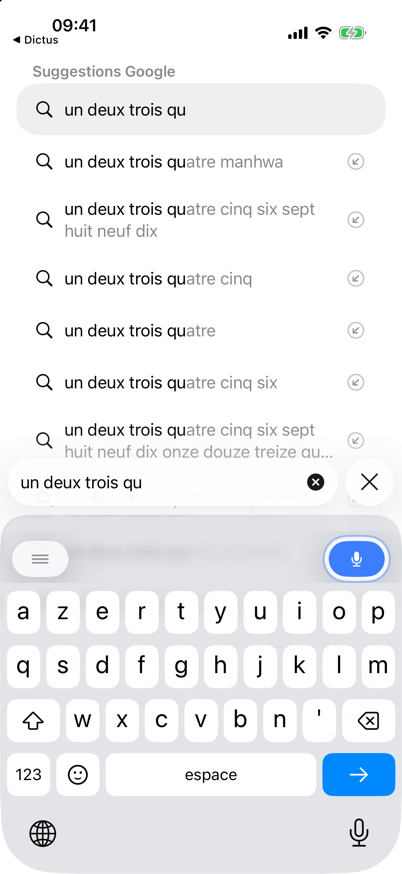 09:41
◀ Dictus
Suggestions Google
un deux trois qu
un deux trois quatre manhwa
un deux trois quatre cinq six sept
huit neuf dix
un deux trois quatre cinq
un deux trois quatre
un deux trois quatre cinq six
un deux trois quatre cinq six sept
huit neuf dix onze douze treize qu...
un deux trois qu
a z e r t y u i o p
q s d f g h j k l m
w x c v b n '
123 espace